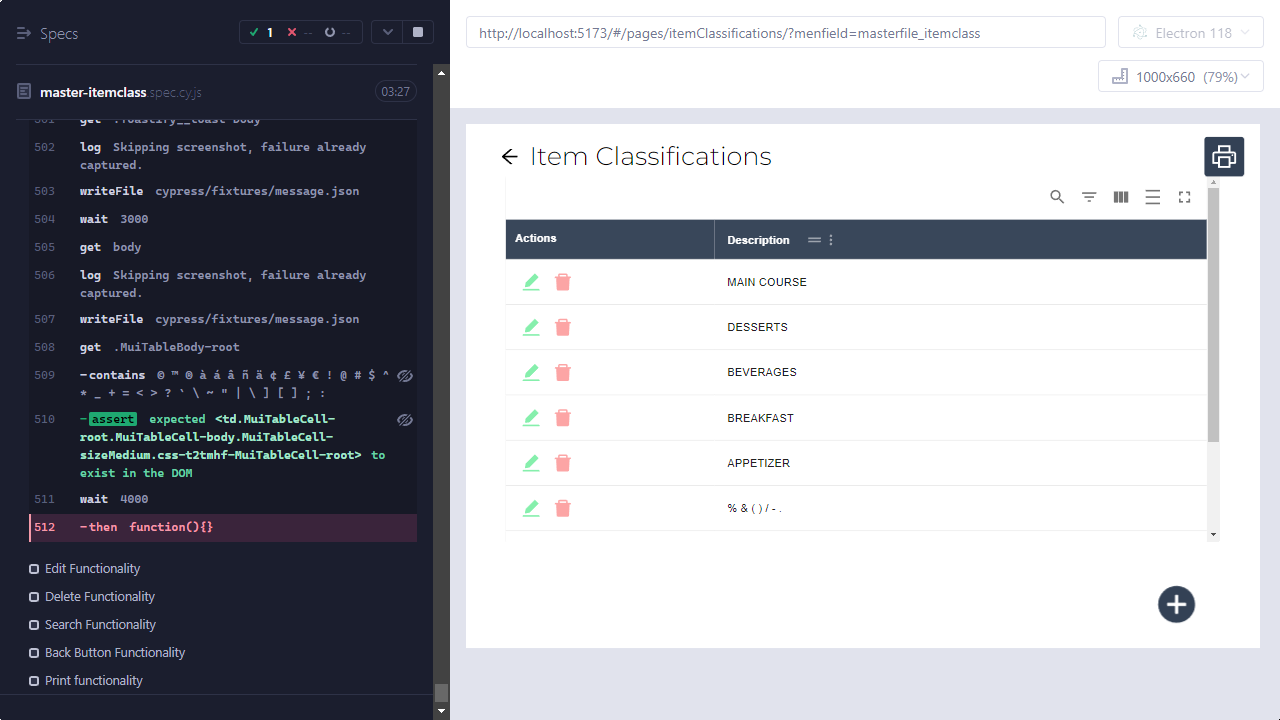 Specs
1
--
--
master-itemclass.spec.cy.js
03:27
501 get .Toastify__toast-body
502 log Skipping screenshot, failure already
captured.
503 writeFile cypress/fixtures/message.json
504 wait 3000
505 get body
506 log Skipping screenshot, failure already
captured.
507 writeFile cypress/fixtures/message.json
508 get .MuiTableBody-root
509 -contains © ™ ® à á â ñ ä ¢ £ ¥ € ! @ # $ ^
* _ + = < > ? ` \ ~ " | \ ] [ ] ; :
510 -assert expected <td.MuiTableCell-
root.MuiTableCell-body.MuiTableCell-
sizeMedium.css-t2tmhf-MuiTableCell-root> to
exist in the DOM
511 wait 4000
512 -then function(){}
Edit Functionality
Delete Functionality
Search Functionality
Back Button Functionality
Print functionality
http://localhost:5173/#/pages/itemClassifications/?menfield=masterfile_itemclass
Electron 118
1000x660 (79%)
Item Classifications
Actions
Description
MAIN COURSE
DESSERTS
BEVERAGES
BREAKFAST
APPETIZER
% & ( ) / - .